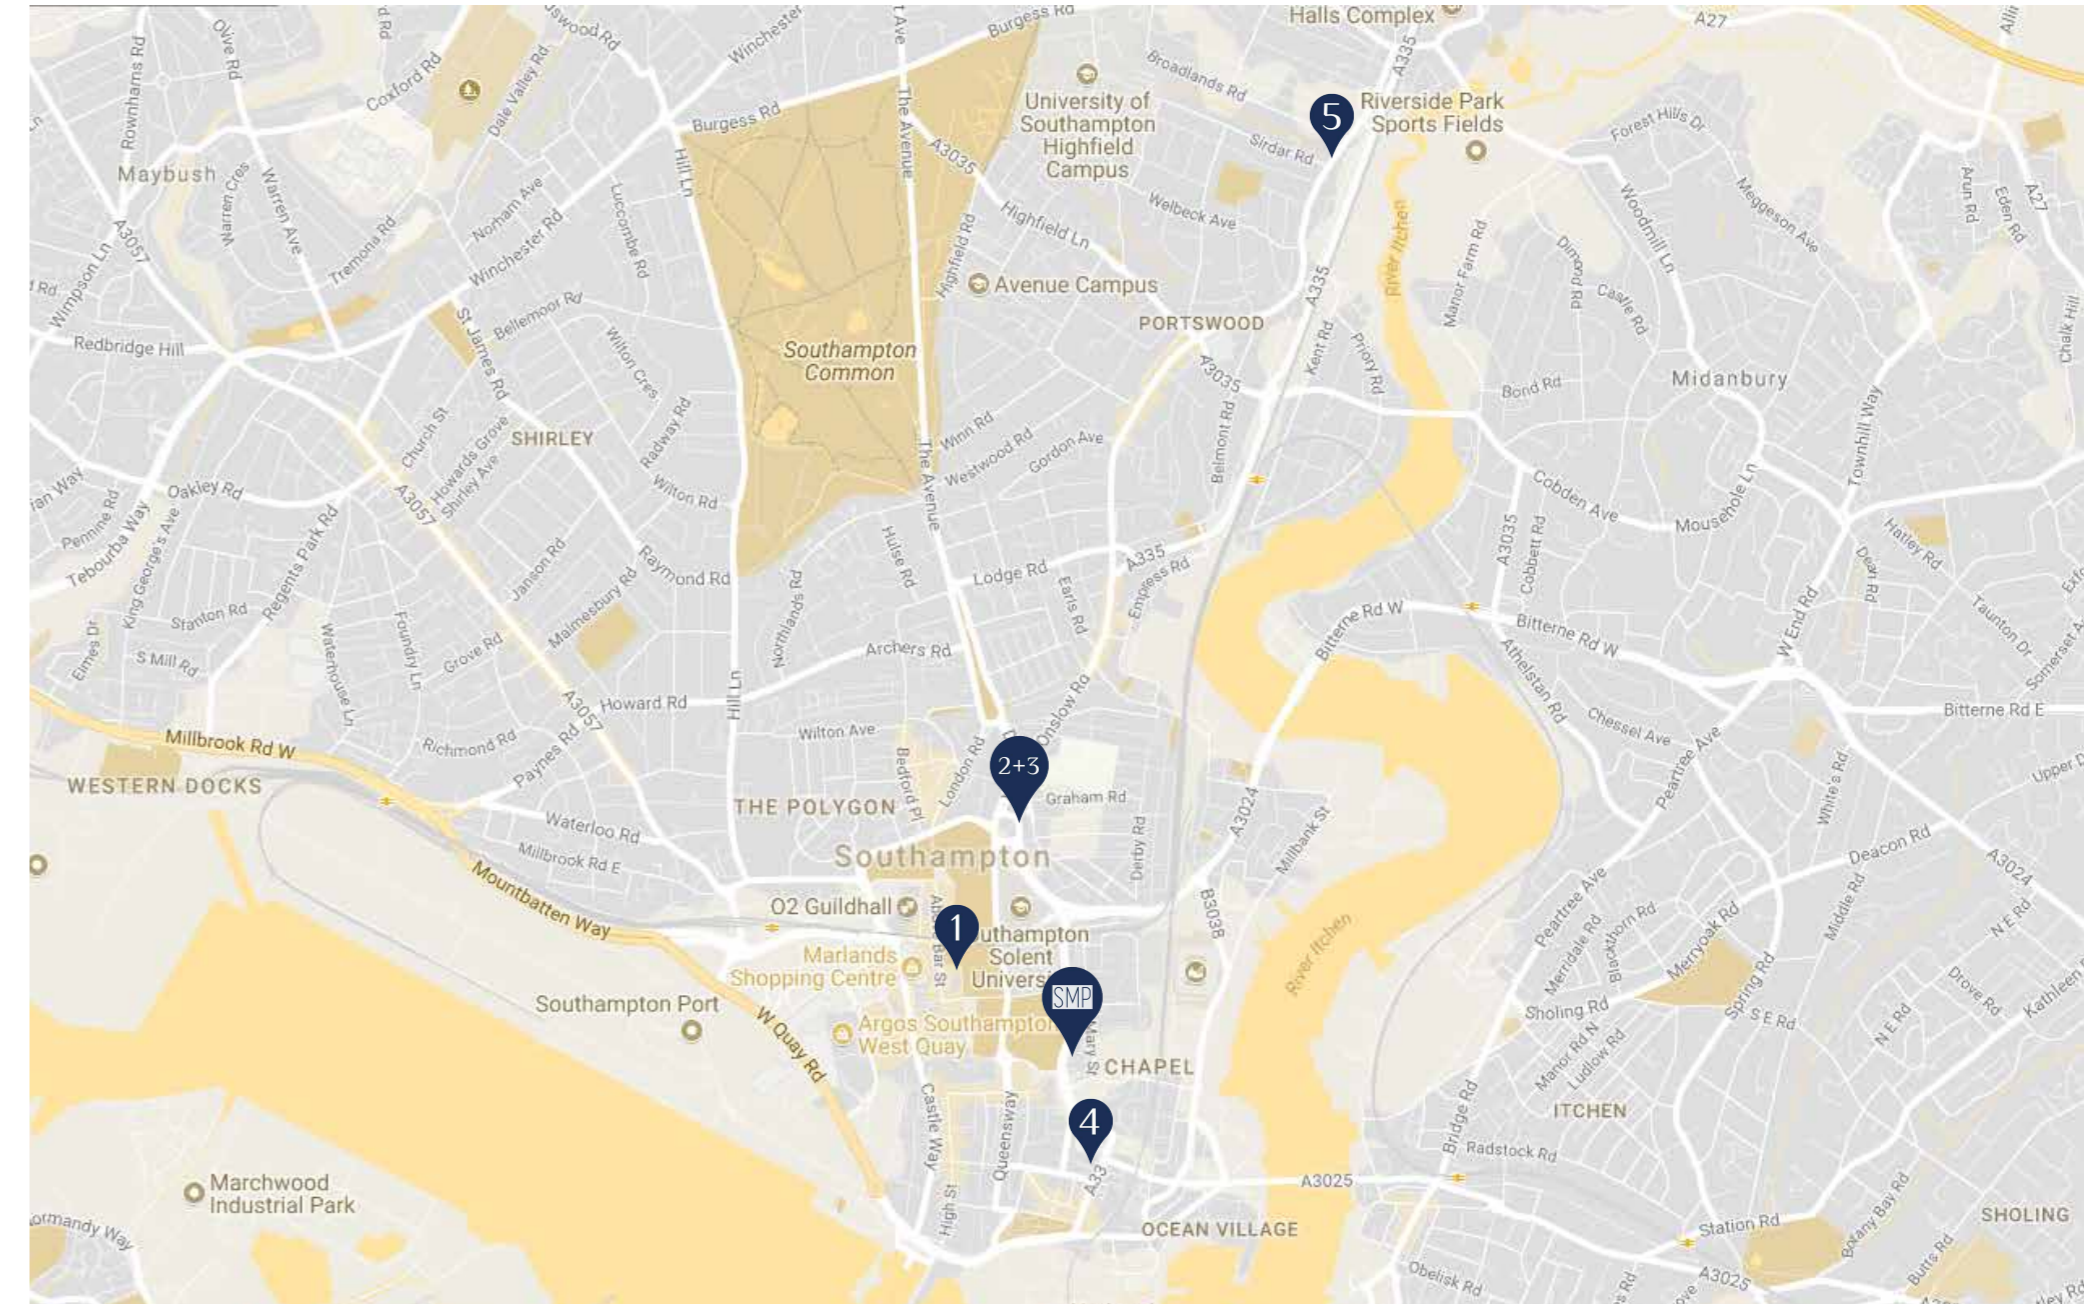 Halls Complex
A27
Burgess Rd
Winchester
Olive Rd
Rownhams Rd
Coxford Rd
Dale Valley Rd
Broadlands Rd
A335
The Avenue
University of
Southampton
Highfield
Campus
5
Riverside Park
Sports Fields
Forest Hills Dr
Burgess Rd
A3035
Sirdar Rd
Maybush
Hill Ln
Warren Cres
Warren Ave
Norham Ave
Luccombe Rd
Welbeck Ave
Woodmill Ln
Meggeson Ave
Arun Rd
Eden Rd
A27
A3057
Wimpson Ln
Tremona Rd
Winchester Rd
Highfield Ln
Highfield Rd
River Itchen
Manor Farm Rd
Dimond Rd
Castle Rd
Avenue Campus
A335
Bellemoor Rd
St James Rd
PORTSWOOD
Redbridge Hill
Wilton Cres
Southampton
Common
A3035
Kent Rd
Priory Rd
Bond Rd
Midanbury
Chalk Hill
Townhill Way
Church St
Howards Grove
Shirley Ave
SHIRLEY
Radway Rd
Winn Rd
Westwood Rd
Gordon Ave
Belmont Rd
The Avenue
Wilton Rd
Oakley Rd
A3057
Pennine Rd
Tebourba Way
King George's Ave
Regents Park Rd
Cobden Ave
Mousehole Ln
A3035
Cobbett Rd
Hatley Rd
Dean Rd
Janson Rd
Raymond Rd
Hulse Rd
Lodge Rd
A335
Empress Rd
Earls Rd
Northlands Rd
Malmesbury Rd
Stanton Rd
Foundry Ln
Waterhouse Ln
Grove Rd
S Mill Rd
Elmes Dr
Archers Rd
Bitterne Rd W
Bitterne Rd W
Athelstan Rd
W End Rd
Taunton Dr
Howard Rd
A3057
Hill Ln
Onslow Rd
Chessel Ave
Bitterne Rd E
Millbrook Rd W
Richmond Rd
Paynes Rd
Wilton Ave
Bedford Pl
London Rd
2+3
Peartree Ave
White's Rd
WESTERN DOCKS
THE POLYGON
Graham Rd
A3024
Millbank St
Waterloo Rd
Millbrook Rd E
Southampton
Derby Rd
Deacon Rd
A3024
Mountbatten Way
O2 Guildhall
B3038
Peartree Ave
Merridale Rd
Blackthorn Rd
Merryoak Rd
Middle Rd
N E Rd
1
Bar St
Marlands
Shopping Centre
Solent
River Itchen
Southampton Port
SMP
Sholing Rd
Spring Rd
S E Rd
N E Rd
Drove Rd
Kathleen
Argos Southampton
West Quay
W Quay Rd
CHAPEL
Manor Rd N
Ludlow Rd
Castle Way
Queensway
4
ITCHEN
Bridge Rd
Radstock Rd
Marchwood
Industrial Park
High St
A33
A3025
OCEAN VILLAGE
Station Rd
Botany Bay Rd
SHOLING
Butts Rd
Obelisk Rd
A3025